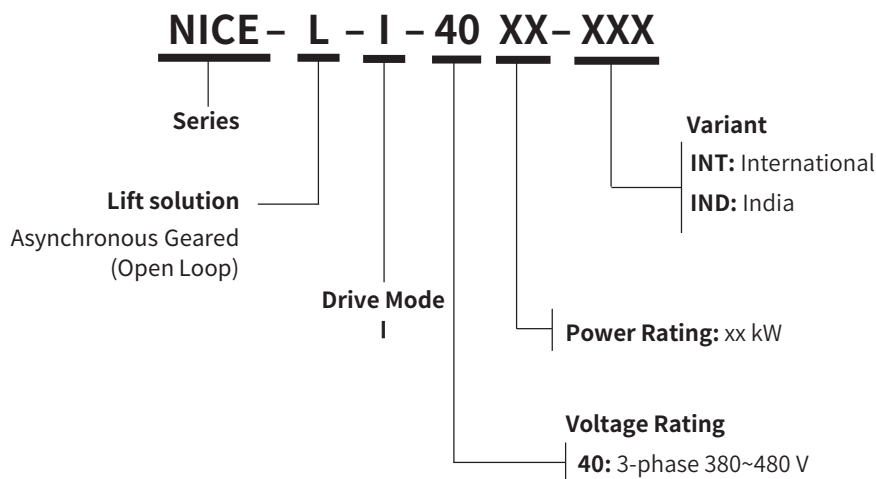 NICE – L – I – 40 XX – XXX
Series
Lift solution
Asynchronous Geared
(Open Loop)
Drive Mode
I
Variant
INT: International
IND: India
Power Rating: xx kW
Voltage Rating
40: 3-phase 380~480 V